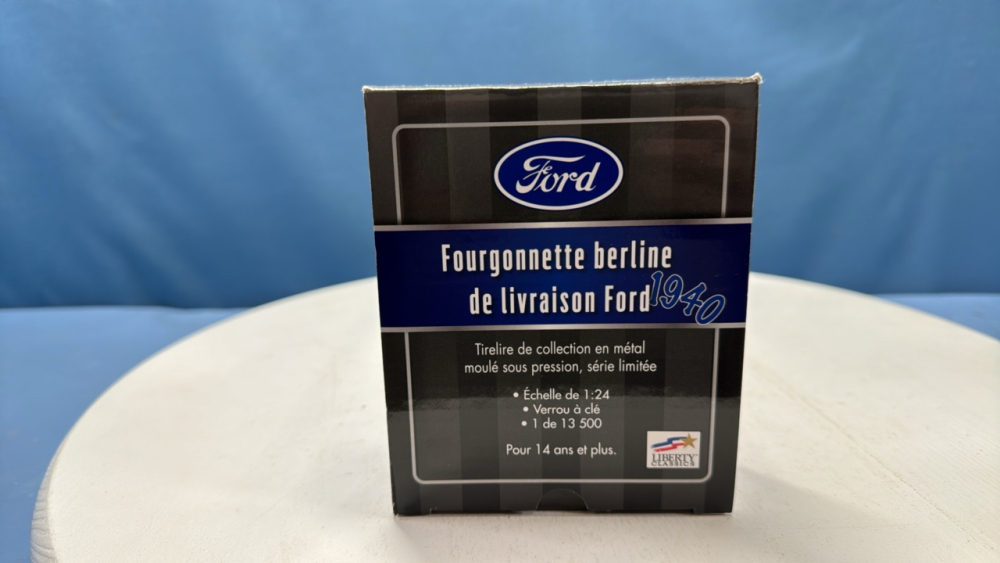 Ford
Fourgonnette berline
de livraison Ford 1940
Tirelire de collection en métal
moulé sous pression, série limitée
• Échelle de 1:24
• Verrou à clé
• 1 de 13 500
Pour 14 ans et plus.
LIBERTY
CLASSICS